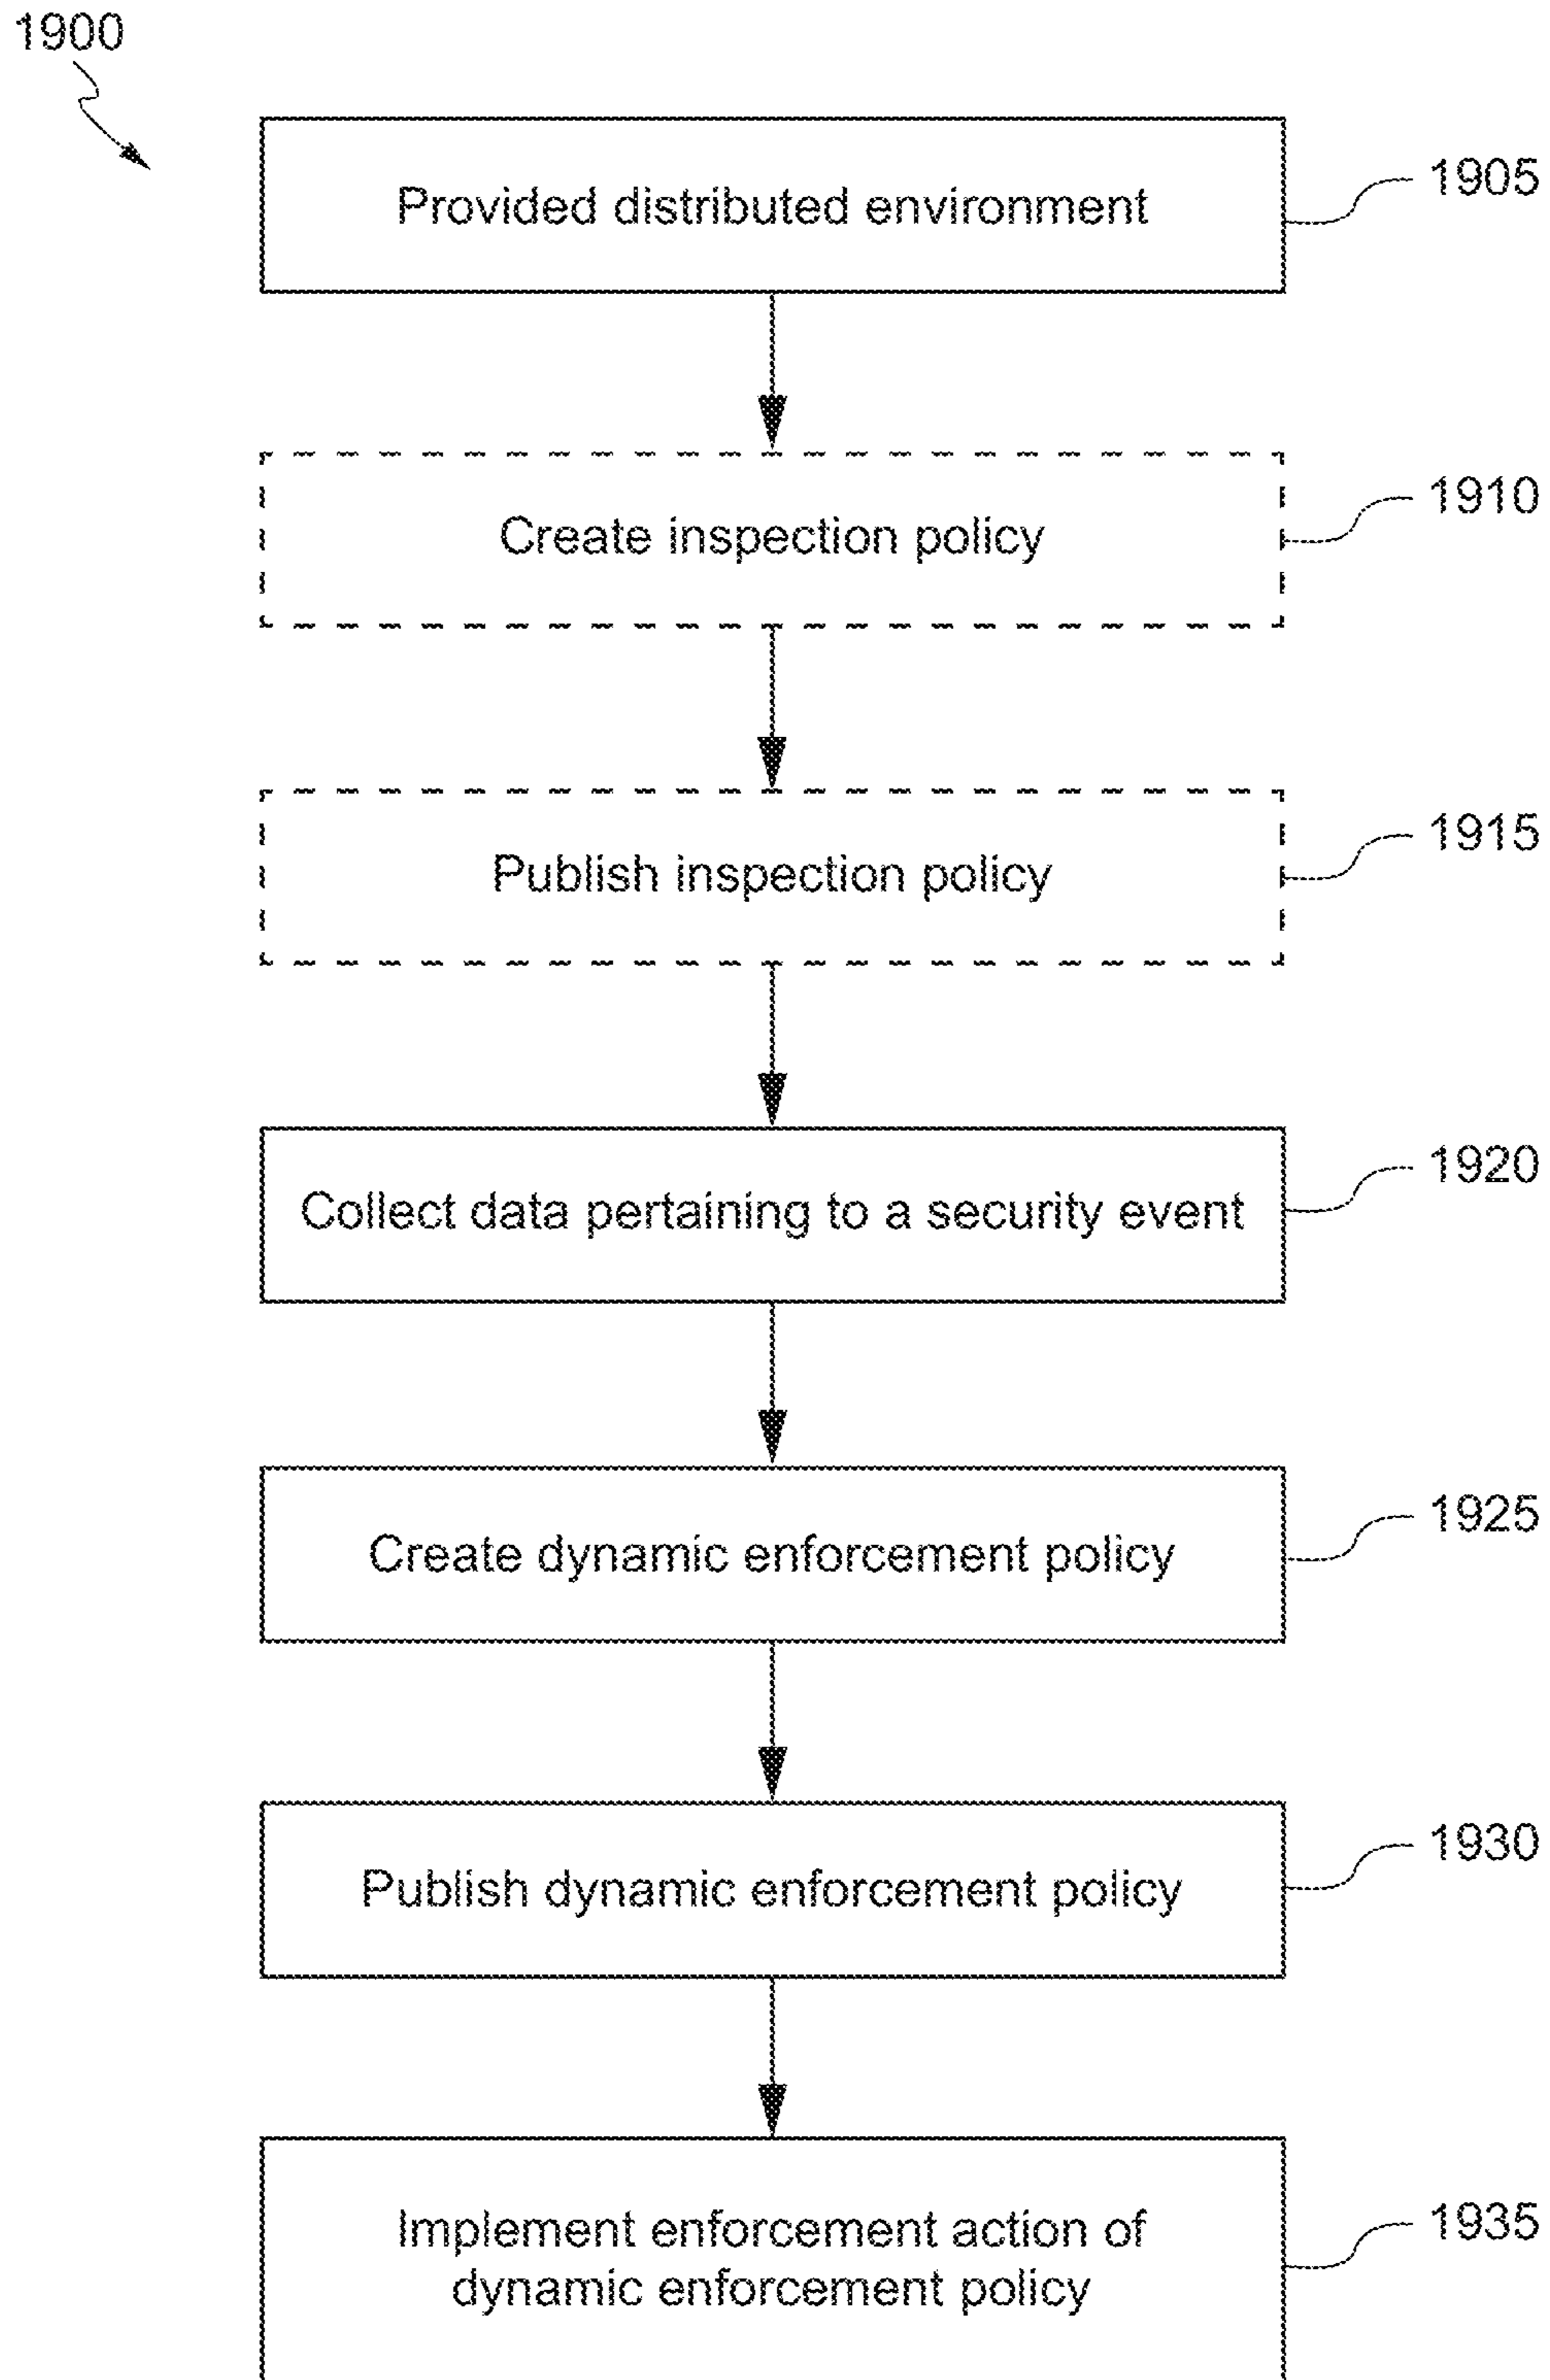 1900
Provided distributed environment
1905
Create inspection policy
1910
Publish inspection policy
1915
Collect data pertaining to a security event
1920
Create dynamic enforcement policy
1925
Publish dynamic enforcement policy
1930
Implement enforcement action of
dynamic enforcement policy
1935